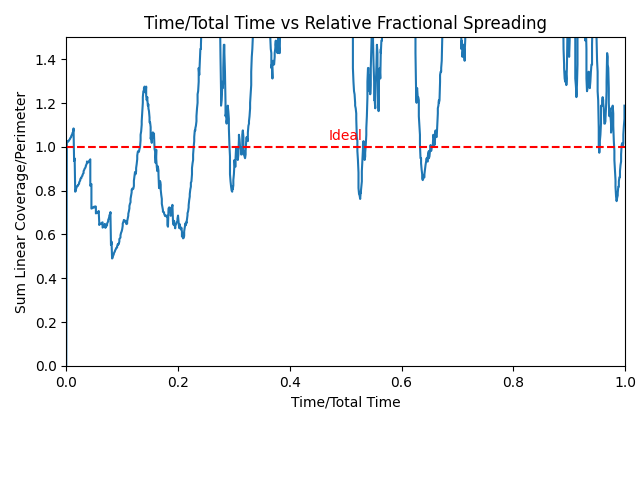 Time/Total Time vs Relative Fractional Spreading
Sum Linear Coverage/Perimeter
1.4
1.2
1.0
0.8
0.6
0.4
0.2
0.0
Ideal
0.0 0.2 0.4 0.6 0.8 1.0
Time/Total Time